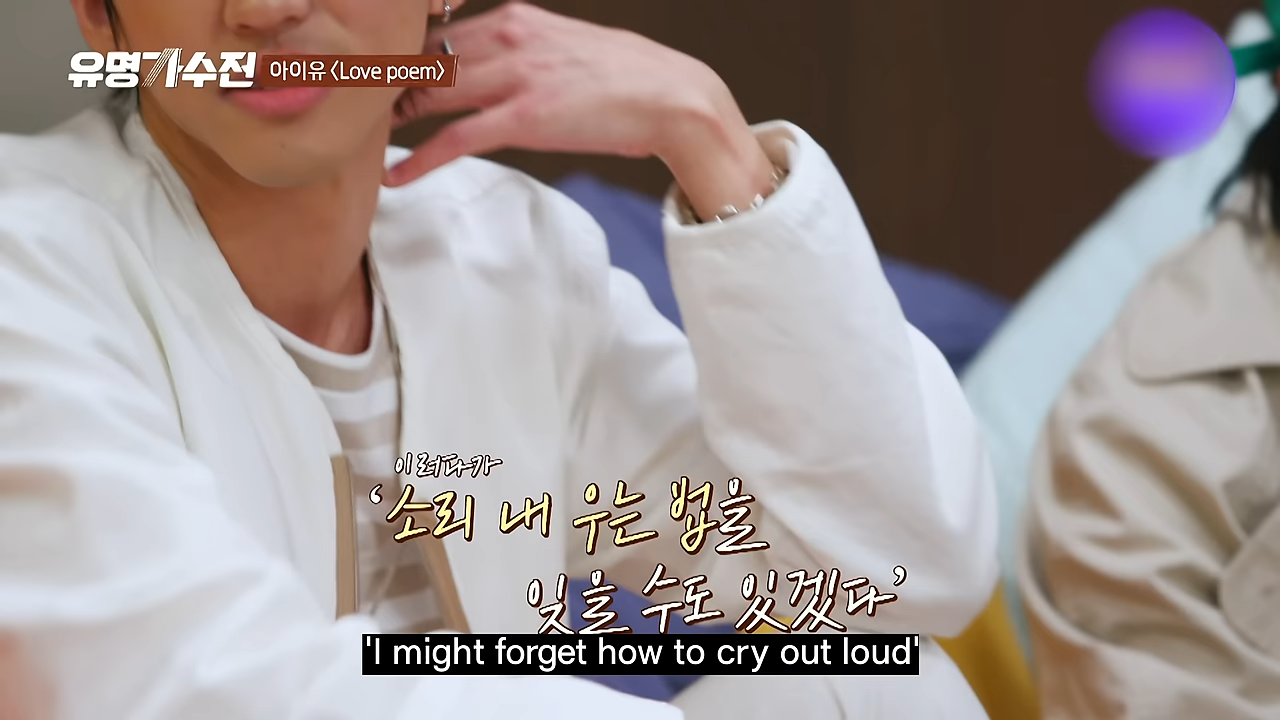 유명가수전 아이유 〈Love poem〉
이러다가
‘소리 내 우는 법을
잊을 수도 있겠다’
'I might forget how to cry out loud'